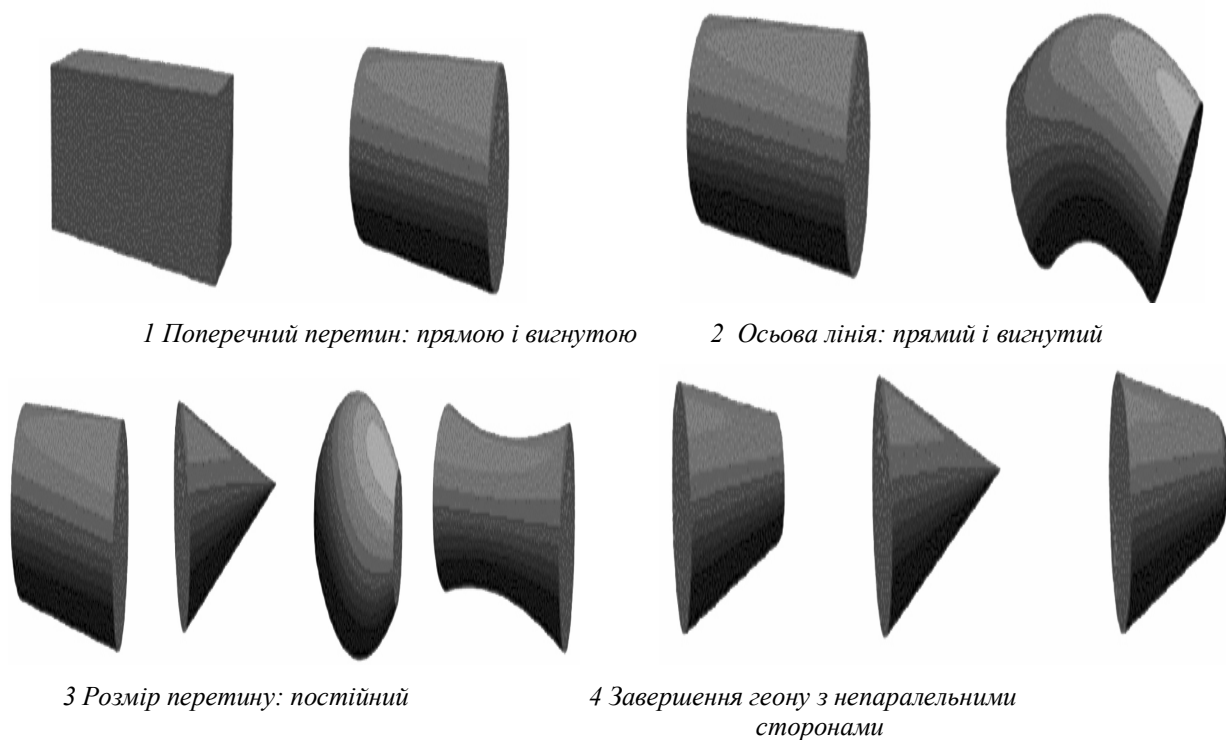 1 Поперечний перетин: прямою і вигнутою
2 Осьова лінія: прямий і вигнутий
3 Розмір перетину: постійний
4 Завершення геону з непаралельними
сторонами